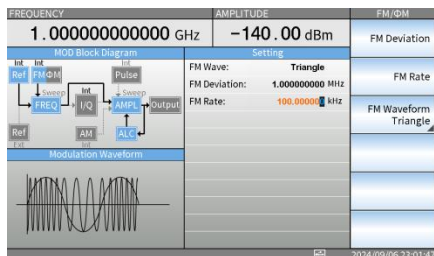 FREQUENCY AMPLITUDE FM/ΦM
1.000000000000 GHz -140.00 dBm
FM Deviation
MOD Block Diagram
Setting
Int Int Int
Ref FMΦM Pulse
FM Wave: Triangle
FM Deviation: 1.000000000 MHz
FM Rate
Sweep Int Sweep
FREQ I/Q AMPL Output
FM Rate: 100.000000 kHz
FM Waveform
Triangle
Ref AM ALC
Ext Int
Modulation Waveform
2024/09/06 23:01:47